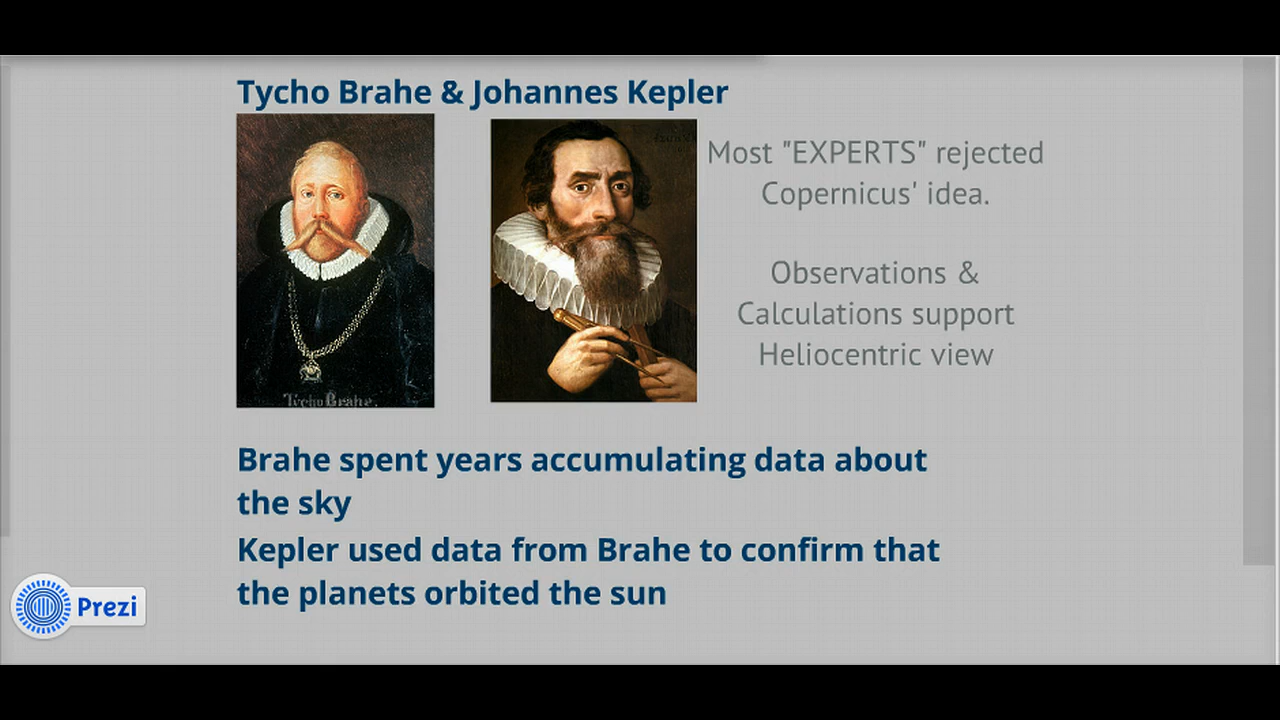 Tycho Brahe & Johannes Kepler
Most "EXPERTS" rejected
Copernicus' idea.
Observations &
Calculations support
Heliocentric view
Tycho Brahe.
Brahe spent years accumulating data about
the sky
Kepler used data from Brahe to confirm that
the planets orbited the sun
Prezi